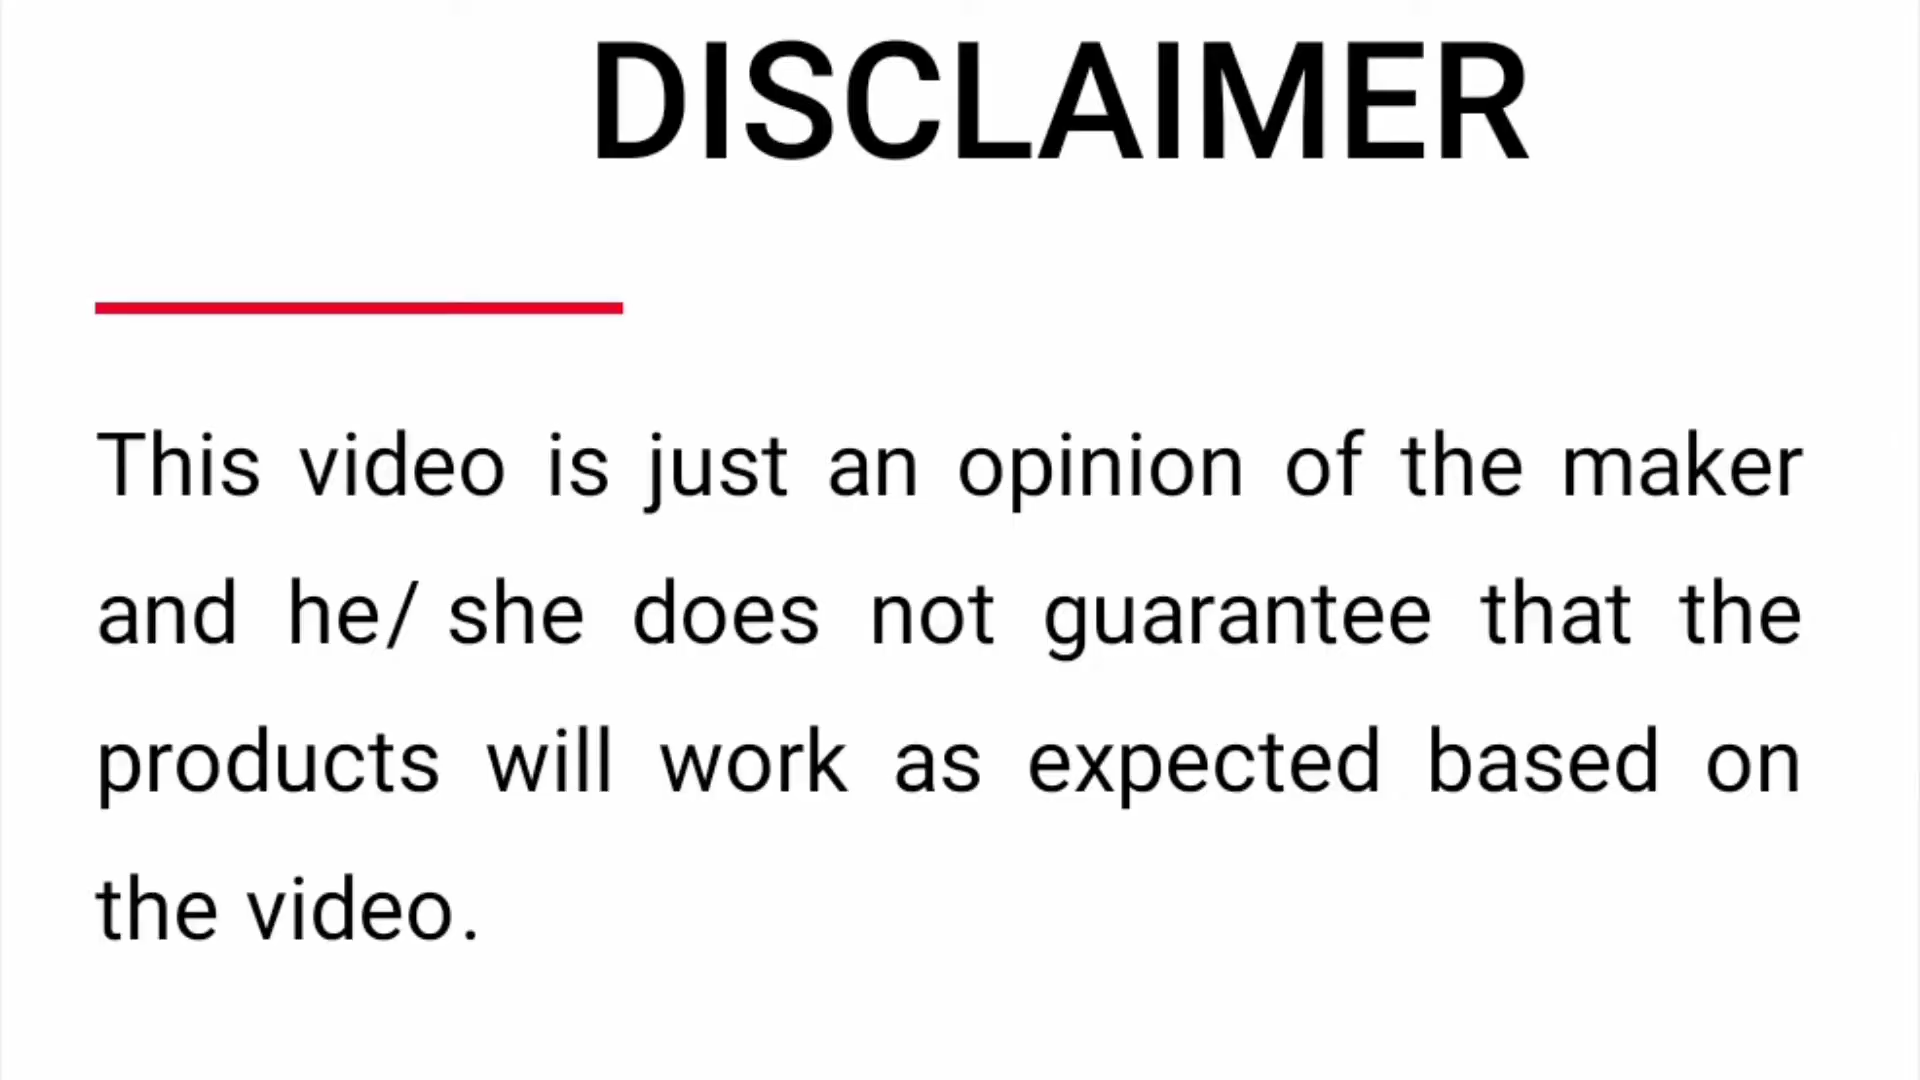 DISCLAIMER
This video is just an opinion of the maker
and he/ she does not guarantee that the
products will work as expected based on
the video.